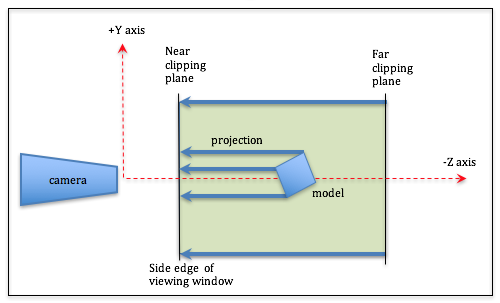 +Y axis
Near
clipping
plane
Far
clipping
plane
projection
-Z axis
camera
model
Side edge of
viewing window